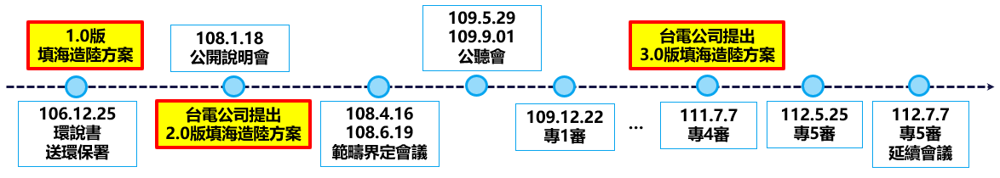 1.0版
填海造陸方案
106.12.25
環說書
送環保署
108.1.18
公開說明會
台電公司提出
2.0版填海造陸方案
108.4.16
108.6.19
範疇界定會議
109.5.29
109.9.01
公聽會
109.12.22
專1審
...
台電公司提出
3.0版填海造陸方案
111.7.7
專4審
112.5.25
專5審
112.7.7
專5審
延續會議